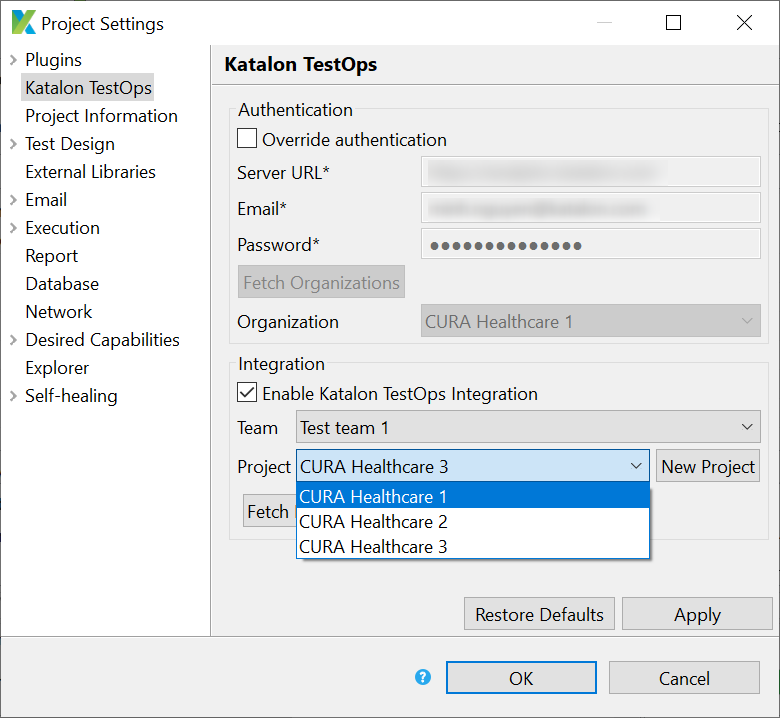 Project Settings
Plugins
Katalon TestOps
Project Information
Test Design
External Libraries
Email
Execution
Report
Database
Network
Desired Capabilities
Explorer
Self-healing
Katalon TestOps
Authentication
Override authentication
Server URL*
Email*
Password* ●●●●●●●●●●●●●●
Fetch Organizations
Organization CURA Healthcare 1
Integration
Enable Katalon TestOps Integration
Team Test team 1
Project CURA Healthcare 3 New Project
CURA Healthcare 1
Fetch
CURA Healthcare 2
CURA Healthcare 3
Restore Defaults Apply
? OK Cancel